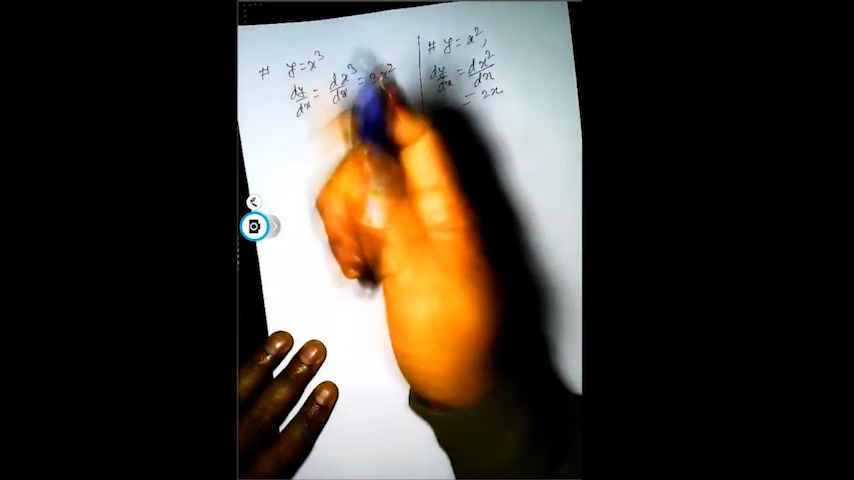 # y = x³
dy/dx = dx³/dx = 3x²
# y = x²,
dy/dx = dx²/dx
= 2x